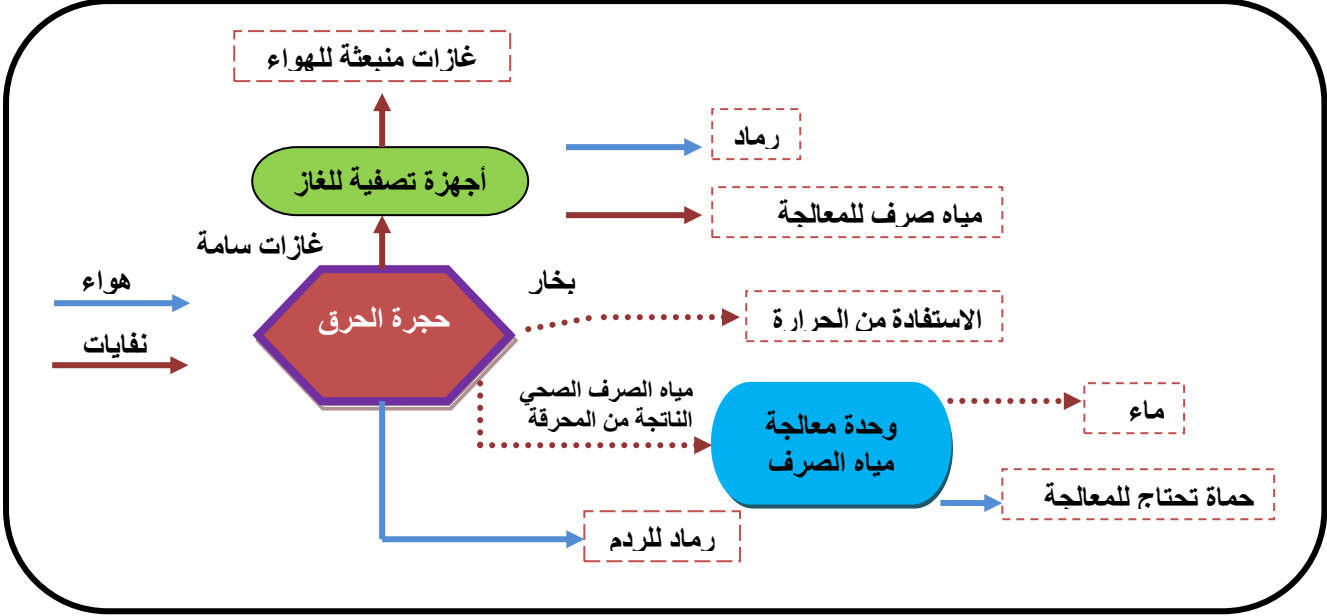 غازات منبعثة للهواء
رماد
أجهزة تصفية للغاز
مياه صرف للمعالجة
غازات سامة
هواء
بخار
حجرة الحرق
الاستفادة من الحرارة
نفايات
مياه الصرف الصحي
الناتجة من المحرقة
وحدة معالجة
مياه الصرف
ماء
حماة تحتاج للمعالجة
رماد للردم